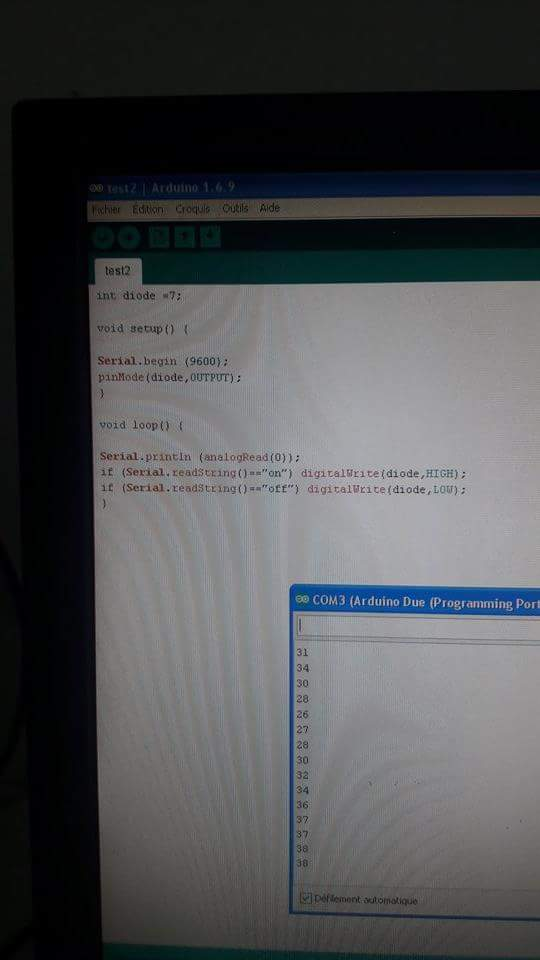 test2 | Arduino 1.6.9
Fichier Édition Croquis Outils Aide
test2
int diode =7;
void setup() {
Serial.begin (9600);
pinMode(diode,OUTPUT);
}
void loop() {
Serial.println (analogRead(0));
if (Serial.readString()=="on") digitalWrite(diode,HIGH);
if (Serial.readString()=="off") digitalWrite(diode,LOW);
}
COM3 (Arduino Due (Programming Port
31
34
30
28
26
27
28
30
32
34
36
37
37
38
38
Défilement automatique